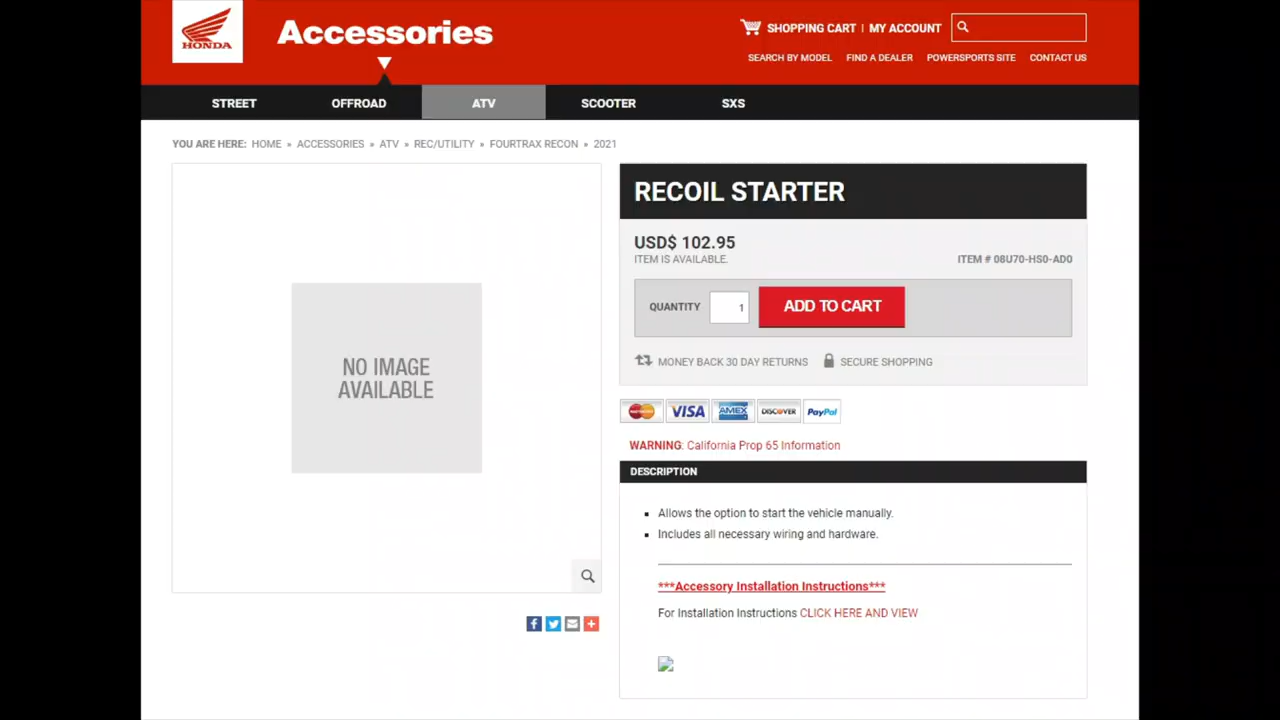 HONDA
Accessories
SHOPPING CART | MY ACCOUNT
SEARCH BY MODEL FIND A DEALER POWERSPORTS SITE CONTACT US
STREET OFFROAD ATV SCOOTER SXS
YOU ARE HERE: HOME » ACCESSORIES » ATV » REC/UTILITY » FOURTRAX RECON » 2021
NO IMAGE
AVAILABLE
RECOIL STARTER
USD$ 102.95
ITEM IS AVAILABLE. ITEM # 08U70-HS0-AD0
QUANTITY 1 ADD TO CART
MONEY BACK 30 DAY RETURNS SECURE SHOPPING
MasterCard VISA AMEX DISCOVER PayPal
WARNING: California Prop 65 Information
DESCRIPTION
Allows the option to start the vehicle manually.
Includes all necessary wiring and hardware.
***Accessory Installation Instructions***
For Installation Instructions CLICK HERE AND VIEW